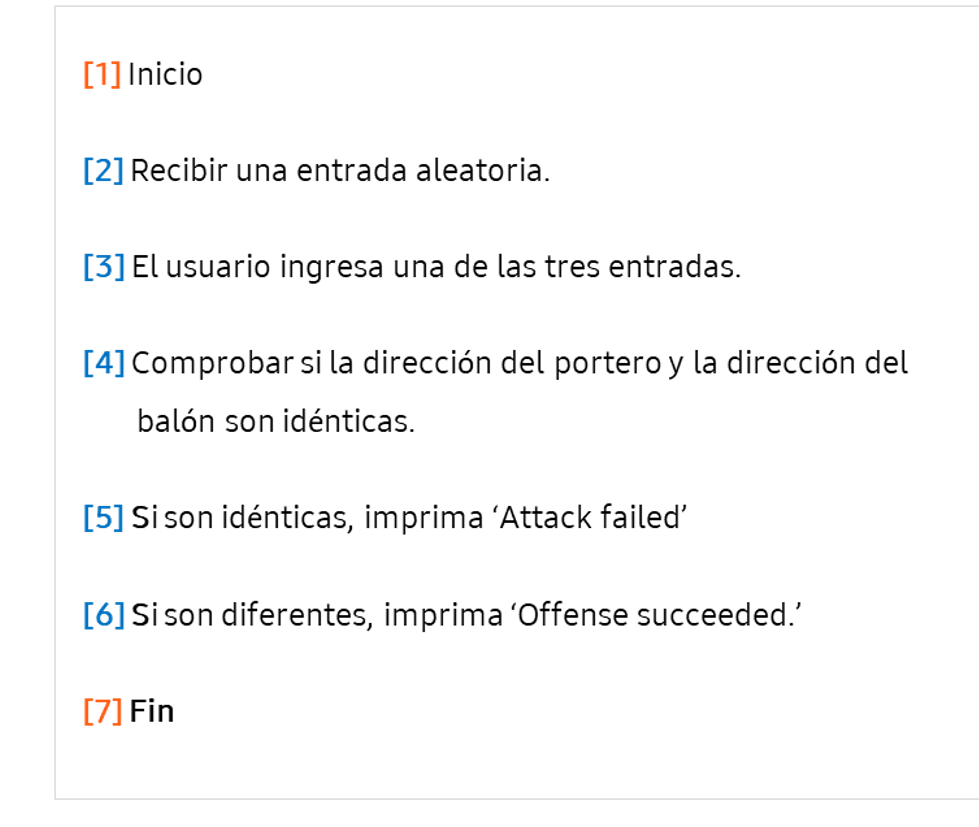 [1] Inicio
[2] Recibir una entrada aleatoria.
[3] El usuario ingresa una de las tres entradas.
[4] Comprobar si la dirección del portero y la dirección del
balón son idénticas.
[5] Si son idénticas, imprima ‘Attack failed’
[6] Si son diferentes, imprima ‘Offense succeeded.’
[7] Fin